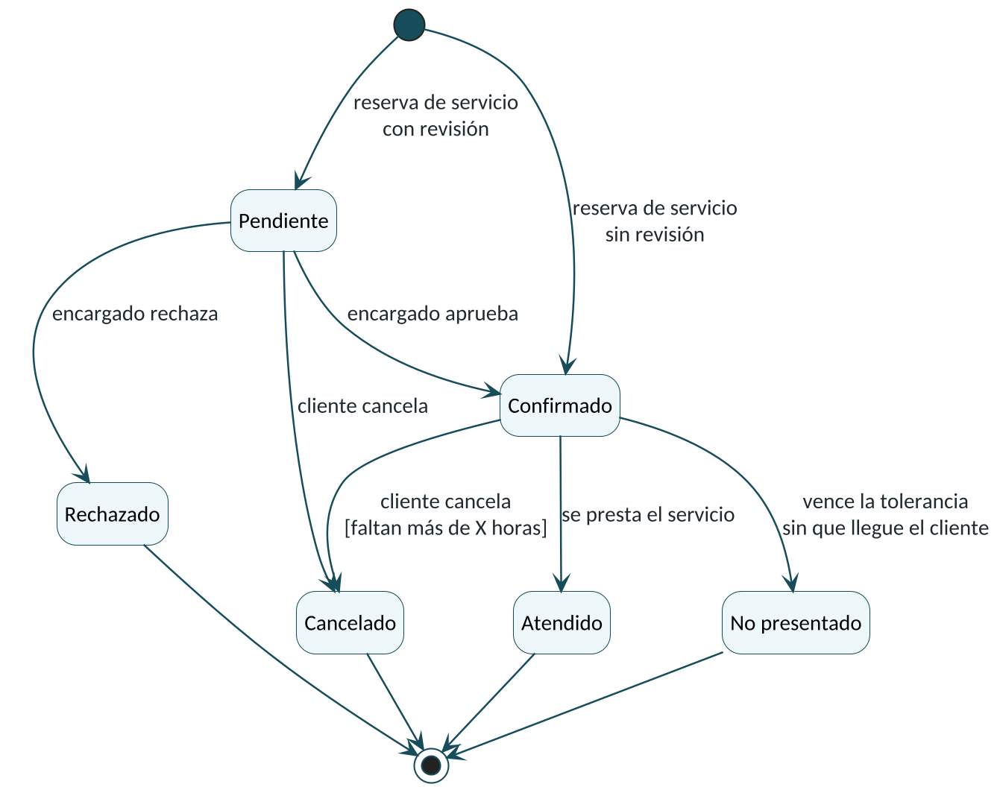 reserva de servicio
con revisión
reserva de servicio
sin revisión
Pendiente
encargado rechaza
encargado aprueba
cliente cancela
Confirmado
cliente cancela
[faltan más de X horas]
se presta el servicio
vence la tolerancia
sin que llegue el cliente
Rechazado
Cancelado
Atendido
No presentado